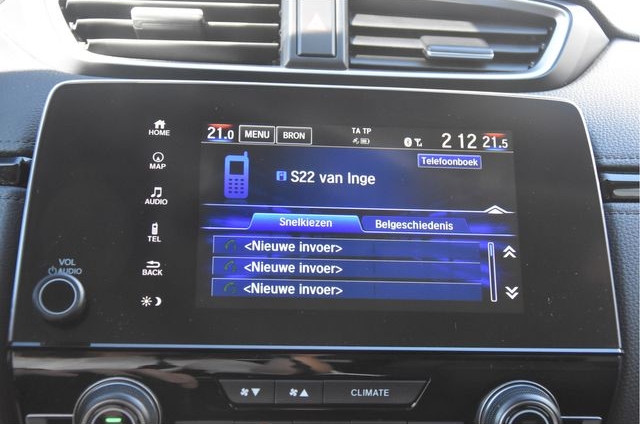 HOME
MAP
AUDIO
TEL
BACK
VOL
AUDIO
21.0 MENU BRON TA TP 2 12 21.5
Telefoonboek
S22 van Inge
Snelkiezen Belgeschiedenis
<Nieuwe invoer>
<Nieuwe invoer>
<Nieuwe invoer>
CLIMATE